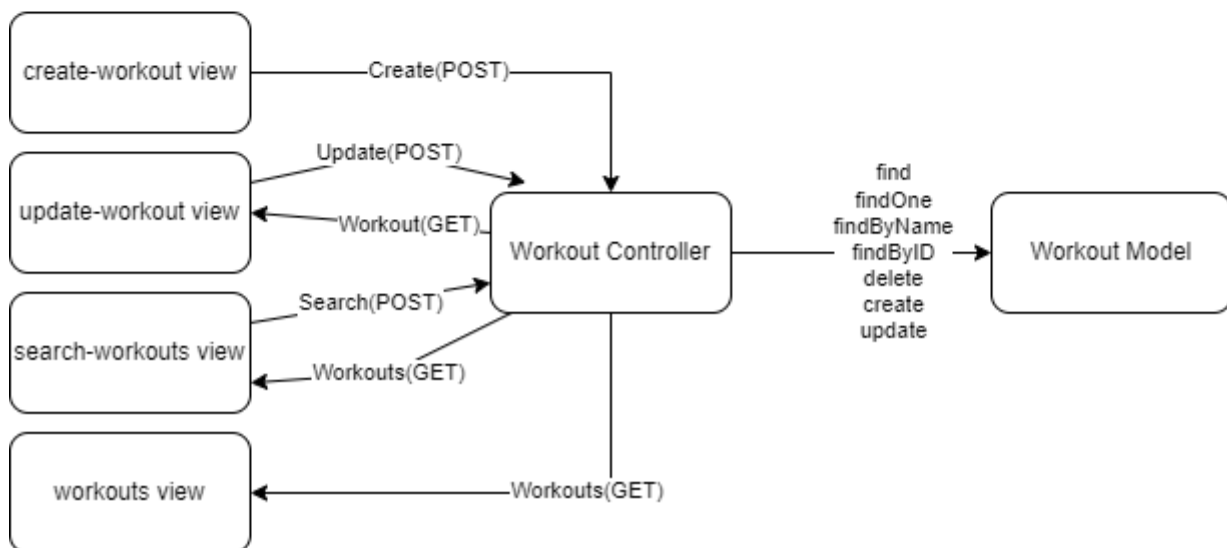 create-workout view
Create(POST)
Update(POST)
update-workout view
Workout(GET)
Workout Controller
find
findOne
findByName
findByID
delete
create
update
Workout Model
Search(POST)
search-workouts view
Workouts(GET)
workouts view
Workouts(GET)